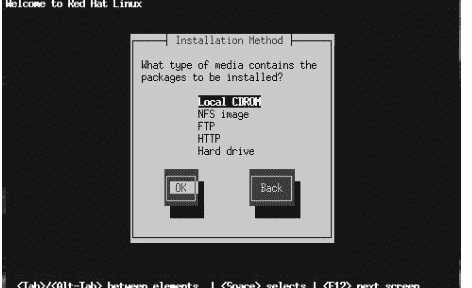 Welcome to Red Hat Linux
Installation Method
What type of media contains the
packages to be installed?
Local CDROM
NFS image
FTP
HTTP
Hard drive
OK
Back
<Tab>/<Alt-Tab> between elements | <Space> selects | <F12> next screen